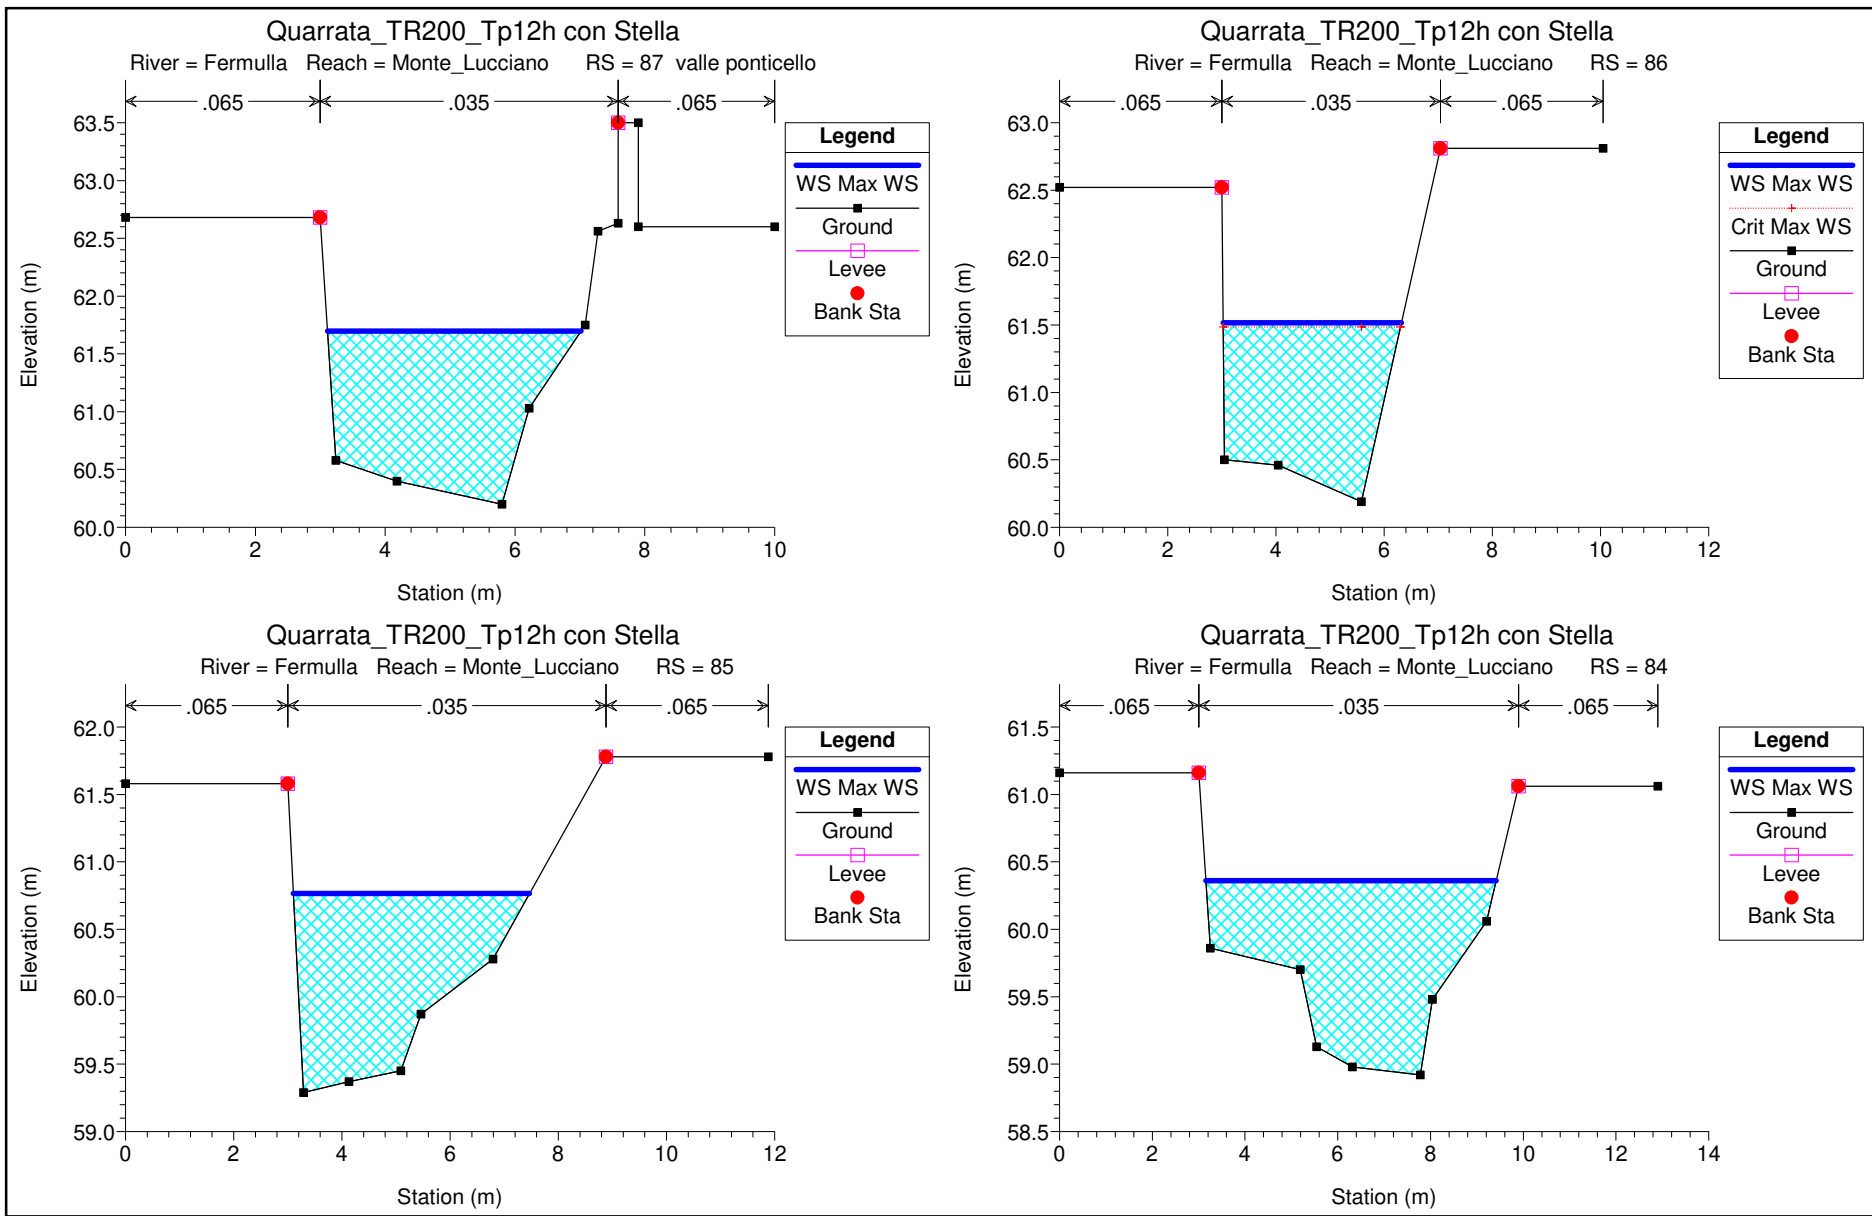 Quarrata_TR200_Tp12h con Stella
River = Fermulla Reach = Monte_Lucciano RS = 87 valle ponticello
.065 .035 .065
63.5
63.0
62.5
62.0
61.5
61.0
60.5
60.0
Elevation (m)
0 2 4 6 8 10
Station (m)
Legend
WS Max WS
Ground
Levee
Bank Sta
Quarrata_TR200_Tp12h con Stella
River = Fermulla Reach = Monte_Lucciano RS = 86
.065 .035 .065
63.0
62.5
62.0
61.5
61.0
60.5
60.0
Elevation (m)
0 2 4 6 8 10 12
Station (m)
Legend
WS Max WS
Crit Max WS
Ground
Levee
Bank Sta
Quarrata_TR200_Tp12h con Stella
River = Fermulla Reach = Monte_Lucciano RS = 85
.065 .035 .065
62.0
61.5
61.0
60.5
60.0
59.5
59.0
Elevation (m)
0 2 4 6 8 10 12
Station (m)
Legend
WS Max WS
Ground
Levee
Bank Sta
Quarrata_TR200_Tp12h con Stella
River = Fermulla Reach = Monte_Lucciano RS = 84
.065 .035 .065
61.5
61.0
60.5
60.0
59.5
59.0
58.5
Elevation (m)
0 2 4 6 8 10 12 14
Station (m)
Legend
WS Max WS
Ground
Levee
Bank Sta